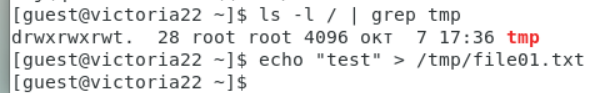 [guest@victoria22 ~]$ ls -l / | grep tmp
drwxrwxrwt.  28 root root 4096 окт  7 17:36 tmp
[guest@victoria22 ~]$ echo "test" > /tmp/file01.txt
[guest@victoria22 ~]$